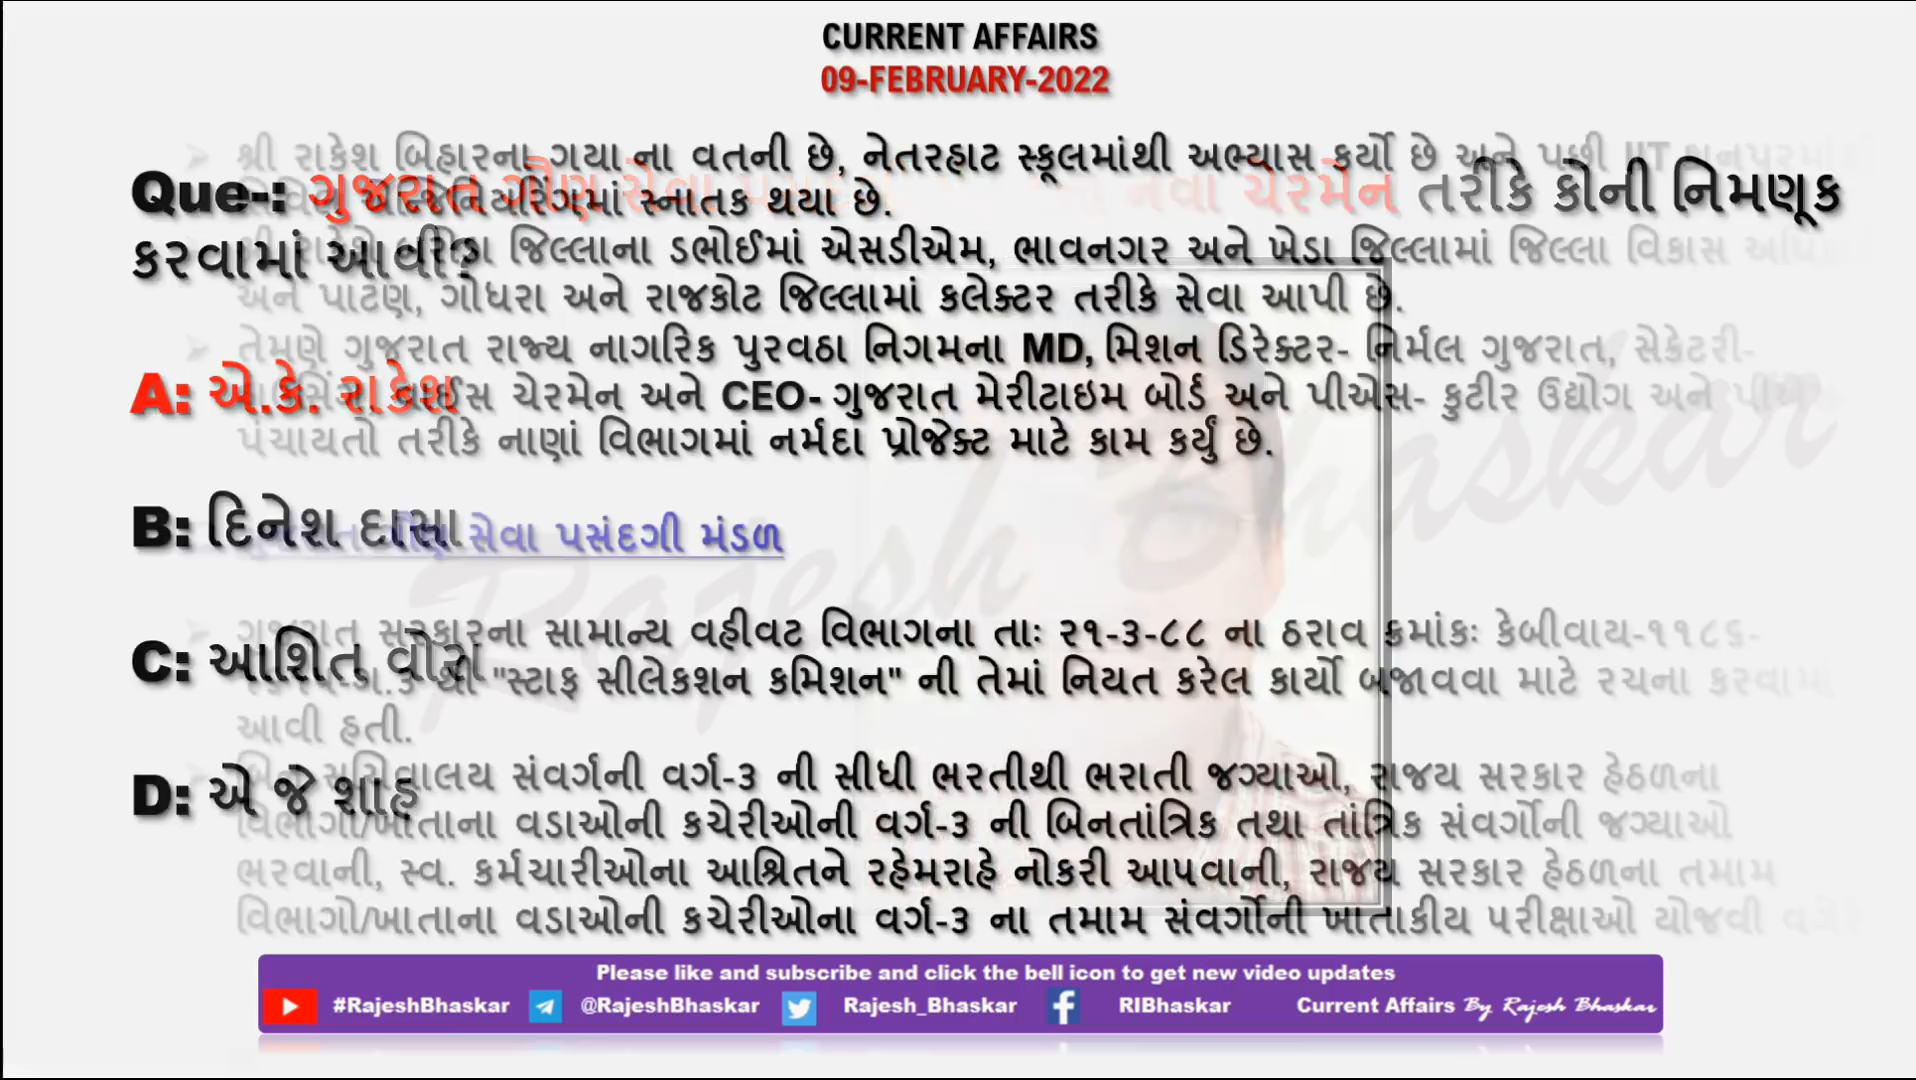 CURRENT AFFAIRS
09-FEBRUARY-2022
Que-: ગુજરાત ગૌણ સેવા નવા ચેરમેન તરીકે કોની નિમણૂક
કરવામાં આવી?
A: એ.કે. રાકેશ
B: દિનેશ દાસા
C: આશિત વોરા
D: એ જે શાહ
શ્રી રાકેશ બિહારના ગયા ના વતની છે, નેતરહાટ સ્કૂલમાંથી અભ્યાસ કર્યો છે અને પછી IIT
સ્નાતક થયા છે.
જિલ્લાના ડભોઈમાં એસડીએમ, ભાવનગર અને ખેડા જિલ્લામાં જિલ્લા વિકાસ
અને પાટણ, ગોધરા અને રાજકોટ જિલ્લામાં કલેક્ટર તરીકે સેવા આપી છે.
તેમણે ગુજરાત રાજ્ય નાગરિક પુરવઠા નિગમના MD, મિશન ડિરેક્ટર- નિર્મલ ગુજરાત, સેક્રેટરી-
ચેરમેન અને CEO- ગુજરાત મેરીટાઇમ બોર્ડ અને પીએસ- કુટીર ઉદ્યોગ અને
પંચાયતો તરીકે નાણાં વિભાગમાં નર્મદા પ્રોજેક્ટ માટે કામ કર્યું છે.
સેવા પસંદગી મંડળ
ગુજરાત સરકારના સામાન્ય વહીવટ વિભાગના તાઃ ૨૧-૩-૮૮ ના ઠરાવ ક્રમાંકઃ કેબીવાય-૧૧૮૬-
થી "સ્ટાફ સીલેકશન કમિશન" ની તેમાં નિયત કરેલ કાર્યો બજાવવા માટે રચના કરવામાં
આવી હતી.
બિન સચિવાલય સંવર્ગની વર્ગ-૩ ની સીધી ભરતીથી ભરાતી જગ્યાઓ, રાજય સરકાર હેઠળના
વિભાગો/ખાતાના વડાઓની કચેરીઓની વર્ગ-૩ ની બિનતાંત્રિક તથા તાંત્રિક સંવર્ગોની જગ્યાઓ
ભરવાની, સ્વ. કર્મચારીઓના આશ્રિતને રહેમરાહે નોકરી આપવાની, રાજય સરકાર હેઠળના તમામ
વિભાગો/ખાતાના વડાઓની કચેરીઓના વર્ગ-૩ ના તમામ સંવર્ગોની ખાતાકીય પરીક્ષાઓ યોજવી
Rajesh Bhaskar
Please like and subscribe and click the bell icon to get new video updates
#RajeshBhaskar @RajeshBhaskar Rajesh_Bhaskar RIBhaskar Current Affairs By Rajesh Bhaskar